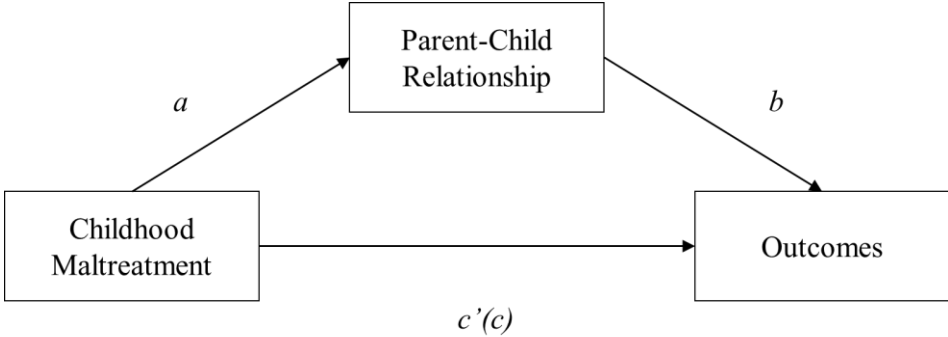 Parent-Child
Relationship
a
b
Childhood
Maltreatment
Outcomes
c’(c)